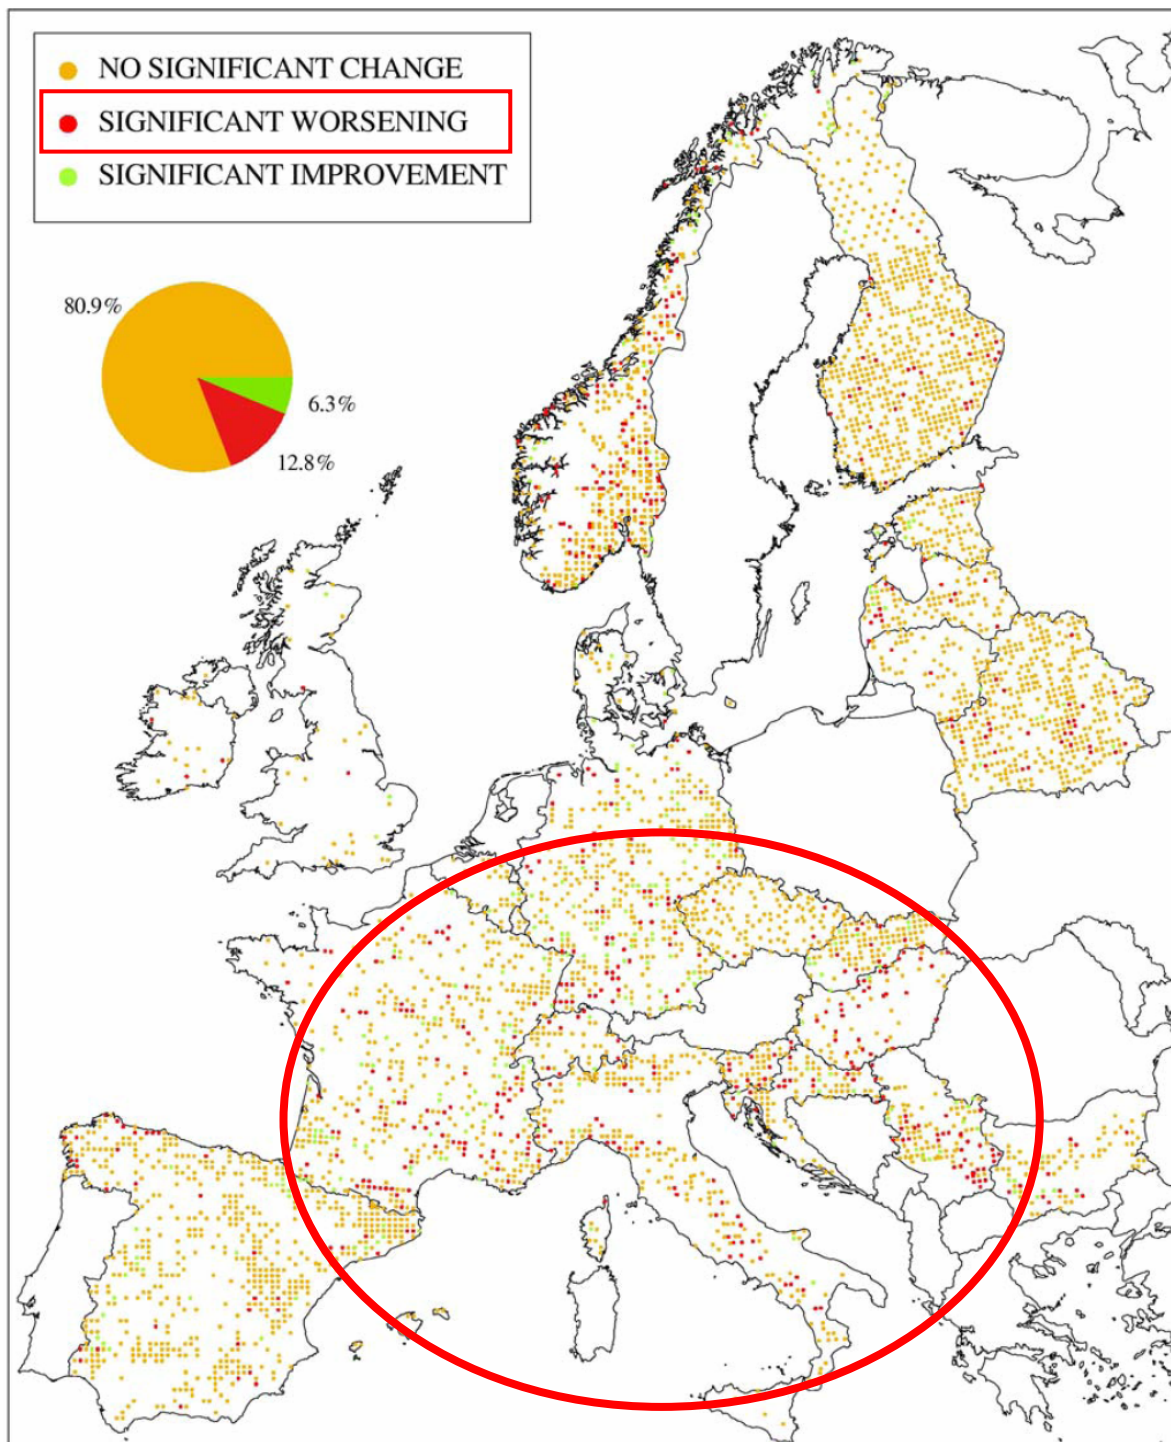 NO SIGNIFICANT CHANGE
SIGNIFICANT WORSENING
SIGNIFICANT IMPROVEMENT
80.9%
6.3%
12.8%